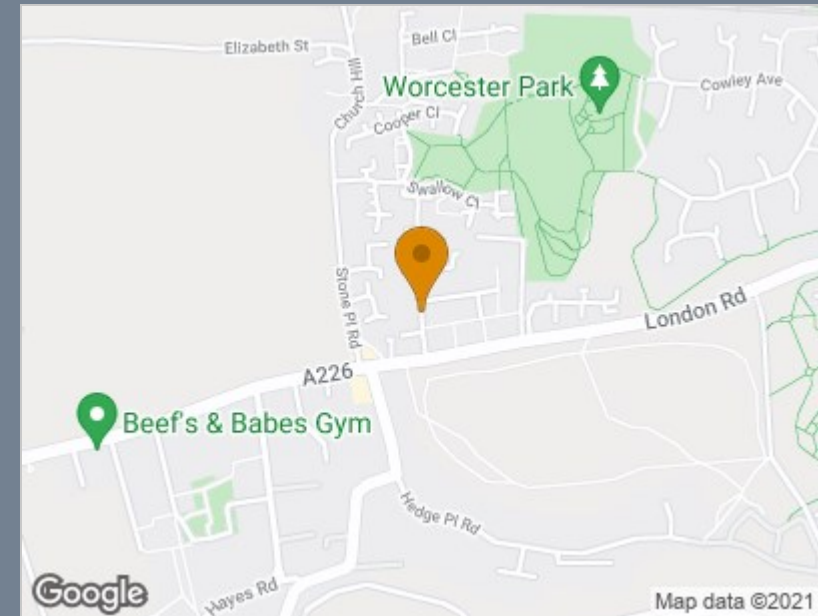 Elizabeth St
Bell Cl
Church Hill
Worcester Park
Cowley Ave
Cooper Cl
Swallow Cl
Stone Pl Rd
London Rd
A226
Beef's & Babes Gym
Hedge Pl Rd
Hayes Rd
Google
Map data ©2021